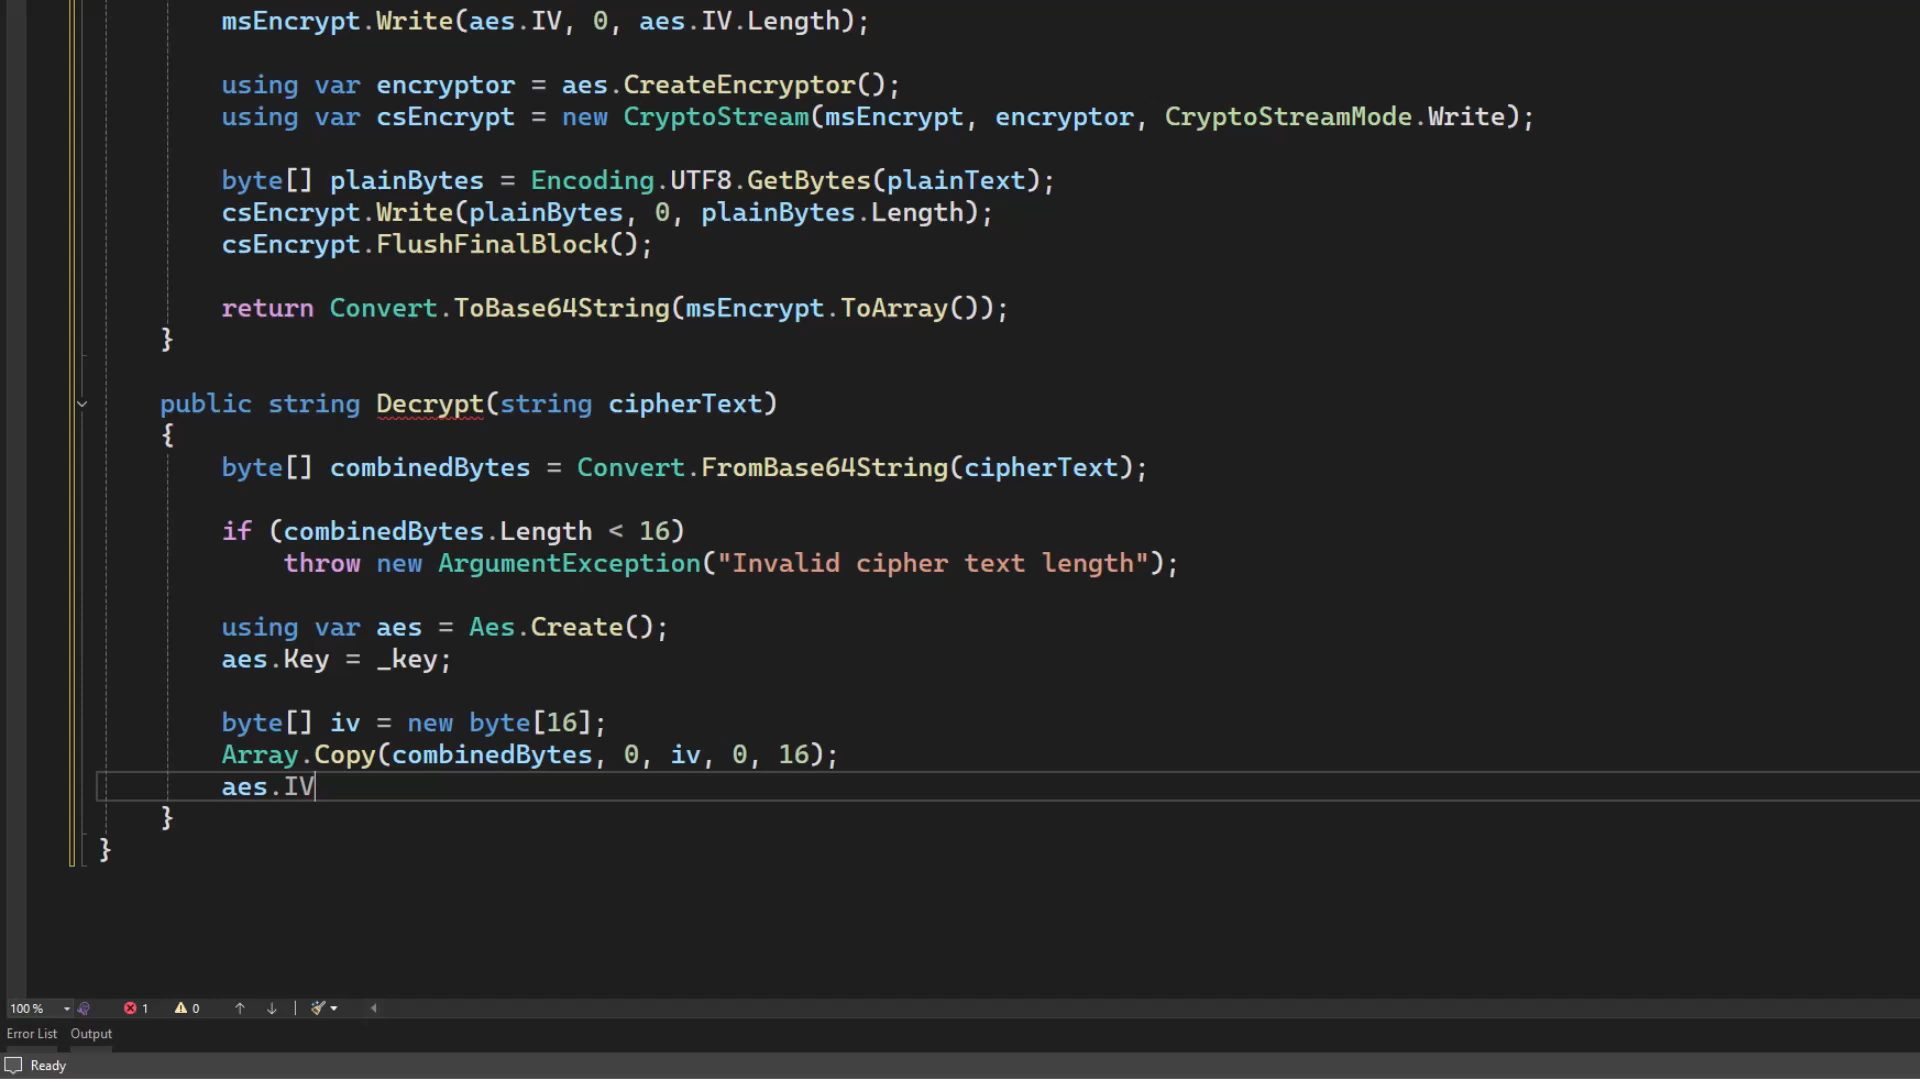 msEncrypt.Write(aes.IV, 0, aes.IV.Length);
using var encryptor = aes.CreateEncryptor();
using var csEncrypt = new CryptoStream(msEncrypt, encryptor, CryptoStreamMode.Write);
byte[] plainBytes = Encoding.UTF8.GetBytes(plainText);
csEncrypt.Write(plainBytes, 0, plainBytes.Length);
csEncrypt.FlushFinalBlock();
return Convert.ToBase64String(msEncrypt.ToArray());
}
public string Decrypt(string cipherText)
{
byte[] combinedBytes = Convert.FromBase64String(cipherText);
if (combinedBytes.Length < 16)
throw new ArgumentException("Invalid cipher text length");
using var aes = Aes.Create();
aes.Key = _key;
byte[] iv = new byte[16];
Array.Copy(combinedBytes, 0, iv, 0, 16);
aes.IV
}
}
100 % 1 0
Error List Output
Ready